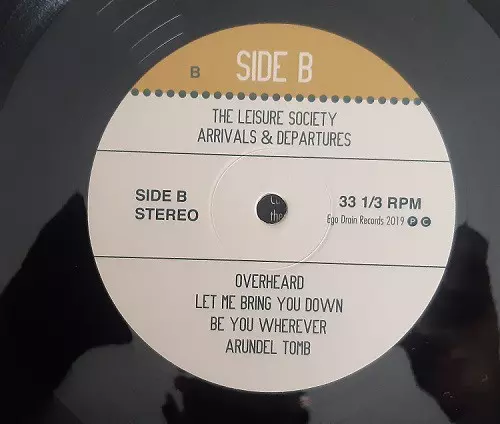 B SIDE B
THE LEISURE SOCIETY
ARRIVALS & DEPARTURES
SIDE B
STEREO
33 1/3 RPM
Ego Drain Records 2019 ℗ ©
OVERHEARD
LET ME BRING YOU DOWN
BE YOU WHEREVER
ARUNDEL TOMB